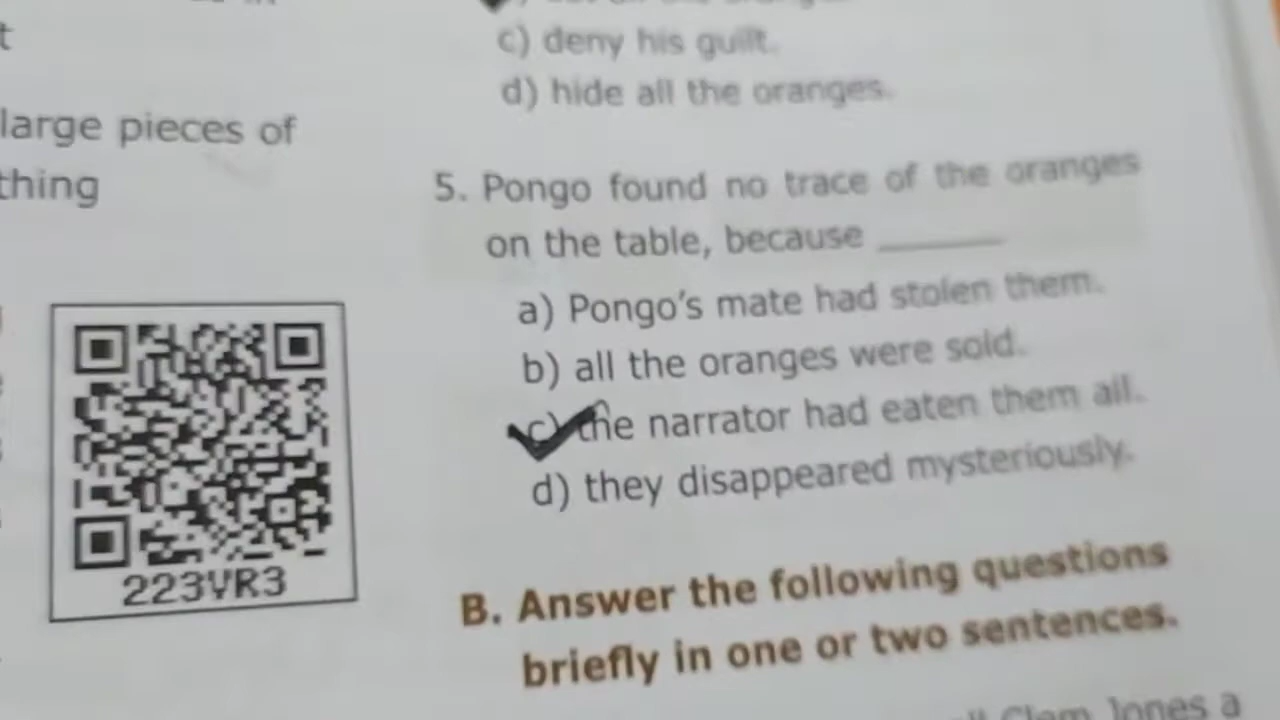 t
large pieces of
thing
223VR3
c) deny his guilt.
d) hide all the oranges.
5. Pongo found no trace of the oranges
on the table, because ______
a) Pongo's mate had stolen them.
b) all the oranges were sold.
c) the narrator had eaten them all.
d) they disappeared mysteriously.
B. Answer the following questions
briefly in one or two sentences.
Clem Jones a